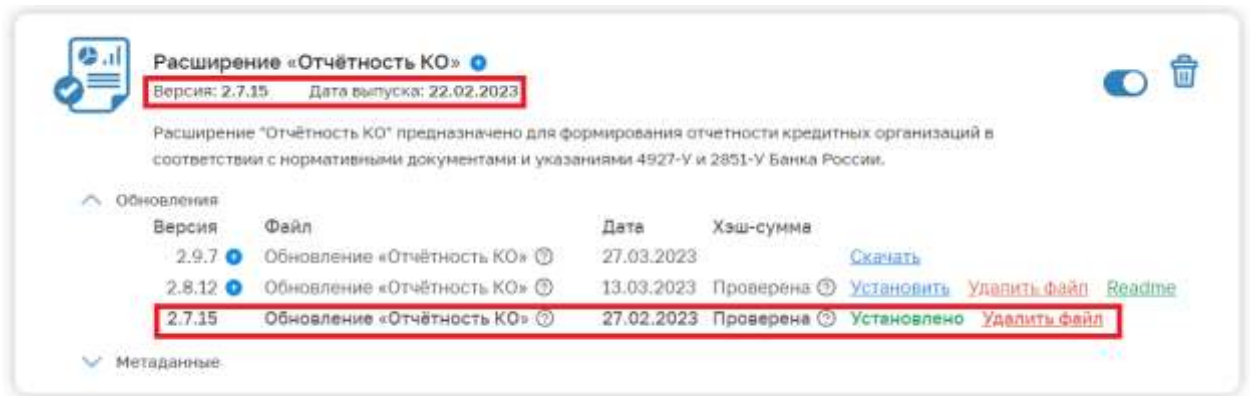 Расширение «Отчётность КО»
Версия: 2.7.15 Дата выпуска: 22.02.2023
Расширение "Отчётность КО" предназначено для формирования отчетности кредитных организаций в
соответствии с нормативными документами и указаниями 4927-У и 2851-У Банка России.
Обновления
Версия Файл Дата Хэш-сумма
2.9.7 Обновление «Отчётность КО» 27.03.2023 Скачать
2.8.12 Обновление «Отчётность КО» 13.03.2023 Проверена Установить Удалить файл Readme
2.7.15 Обновление «Отчётность КО» 27.02.2023 Проверена Установлено Удалить файл
Метаданные